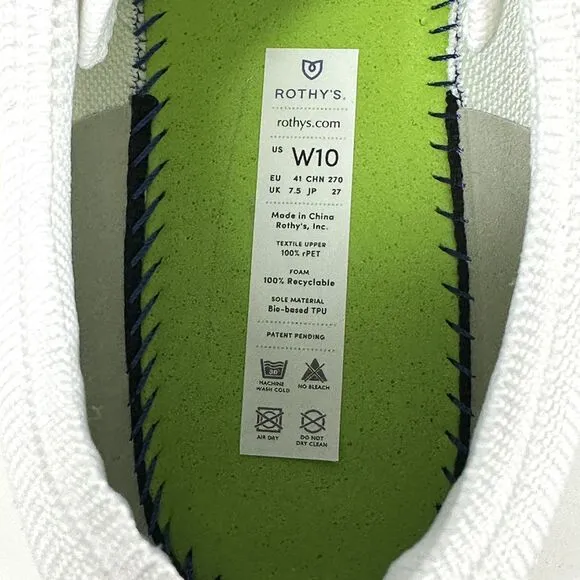 ROTHY'S.
rothys.com
US W10
EU 41 CHN 270
UK 7.5 JP 27
Made in China
Rothy's, Inc.
TEXTILE UPPER
100% rPET
FOAM
100% Recyclable
SOLE MATERIAL
Bio-based TPU
PATENT PENDING
30°
MACHINE WASH COLD
NO BLEACH
AIR DRY
DO NOT DRY CLEAN